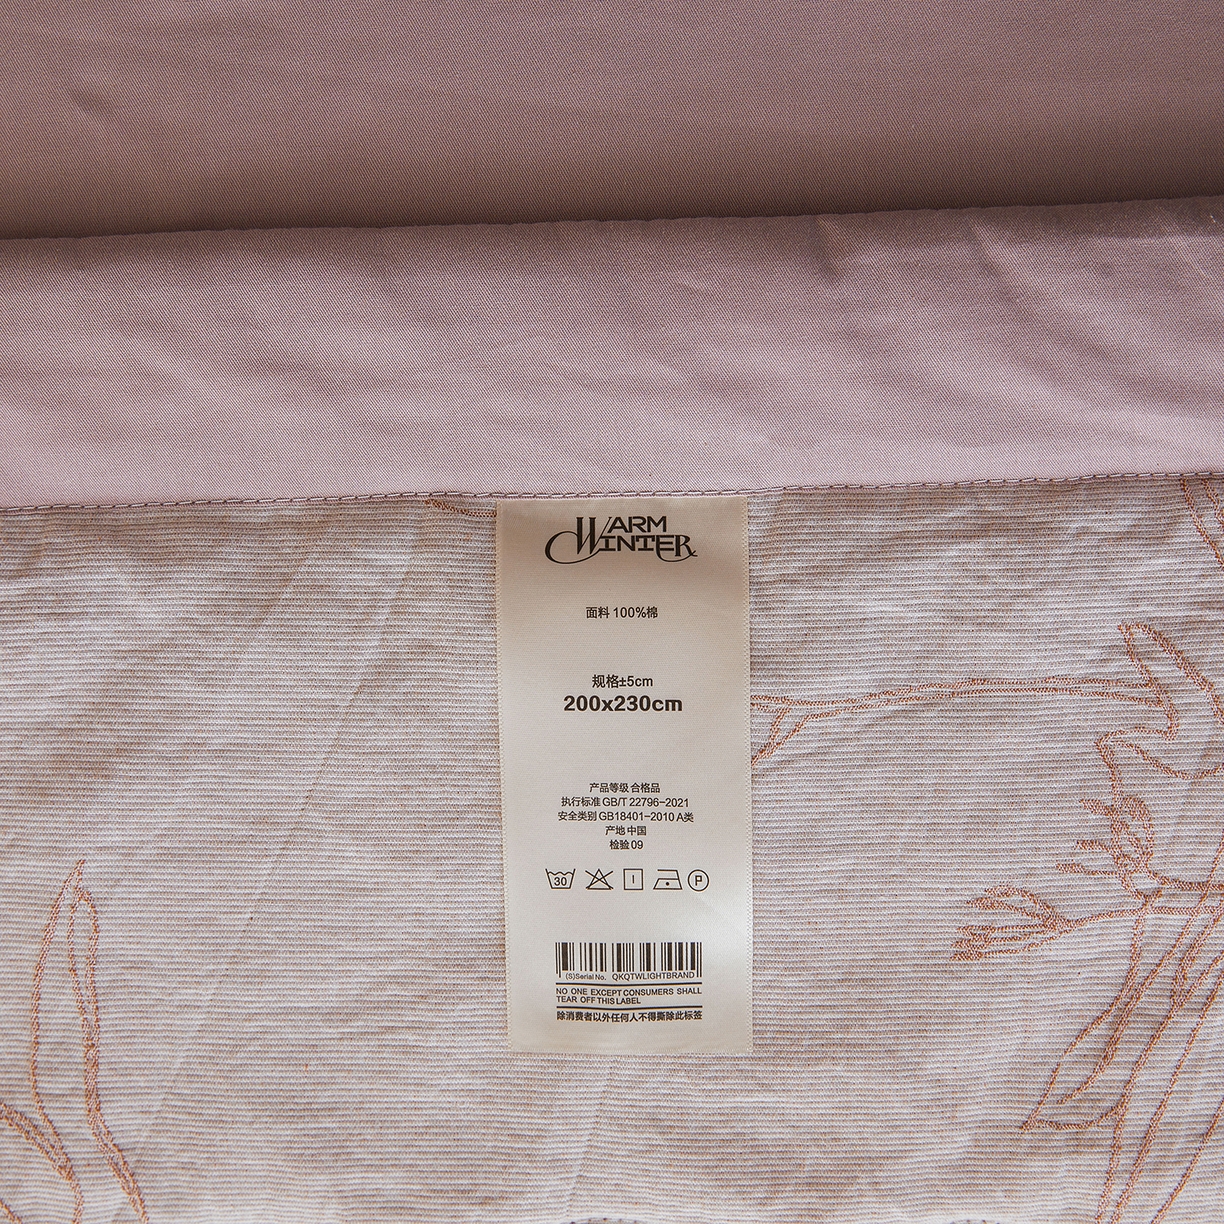 WARM
WINTER
面料 100%棉
规格±5cm
200x230cm
产品等级 合格品
执行标准 GB/T 22796-2021
安全类别 GB18401-2010 A类
产地 中国
检验 09
30 P
(S)Serial No. QKQTWLIGHTBRAND
NO ONE EXCEPT CONSUMERS SHALL
TEAR OFF THIS LABEL
除消费者以外任何人不得撕除此标签